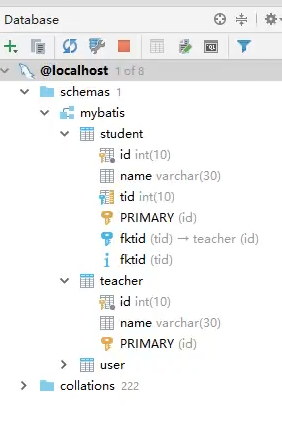 Database
@localhost 1 of 8
schemas 1
mybatis
student
id int(10)
name varchar(30)
tid int(10)
PRIMARY (id)
fktid (tid) → teacher (id)
fktid (tid)
teacher
id int(10)
name varchar(30)
PRIMARY (id)
user
collations 222